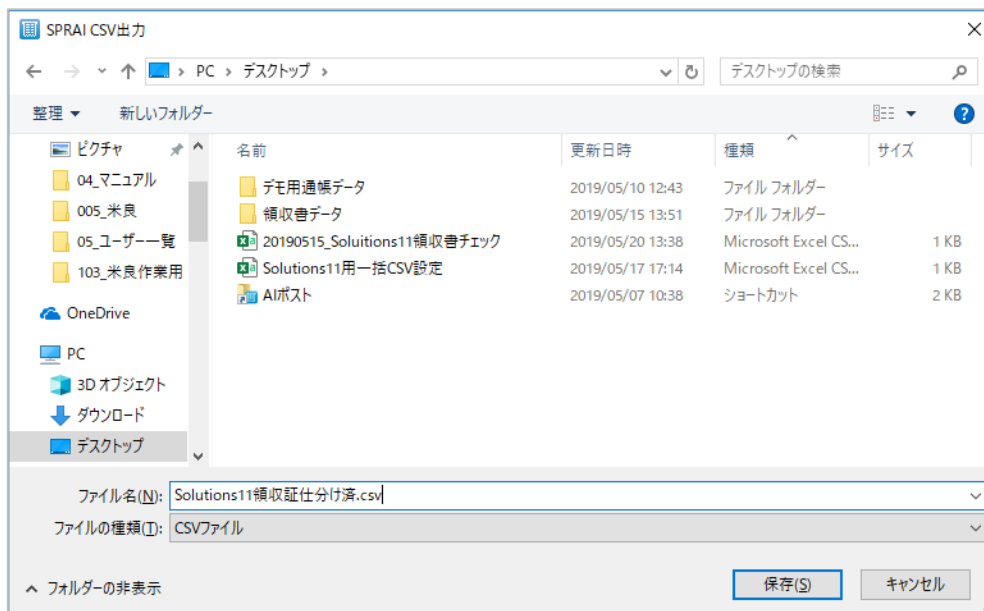 SPRAI CSV出力
PC › デスクトップ ›
デスクトップの検索
整理
新しいフォルダー
名前 更新日時 種類 サイズ
ピクチャ
04_マニュアル
005_米良
05_ユーザー一覧
103_米良作業用
OneDrive
PC
3D オブジェクト
ダウンロード
デスクトップ
デモ用通帳データ 2019/05/10 12:43 ファイル フォルダー
領収書データ 2019/05/15 13:51 ファイル フォルダー
20190515_Soluitions11領収書チェック 2019/05/20 13:38 Microsoft Excel CS... 1 KB
Solutions11用一括CSV設定 2019/05/17 17:14 Microsoft Excel CS... 1 KB
AIポスト 2019/05/07 10:38 ショートカット 2 KB
ファイル名(N): Solutions11領収証仕分け済.csv
ファイルの種類(T): CSVファイル
フォルダーの非表示
保存(S)
キャンセル